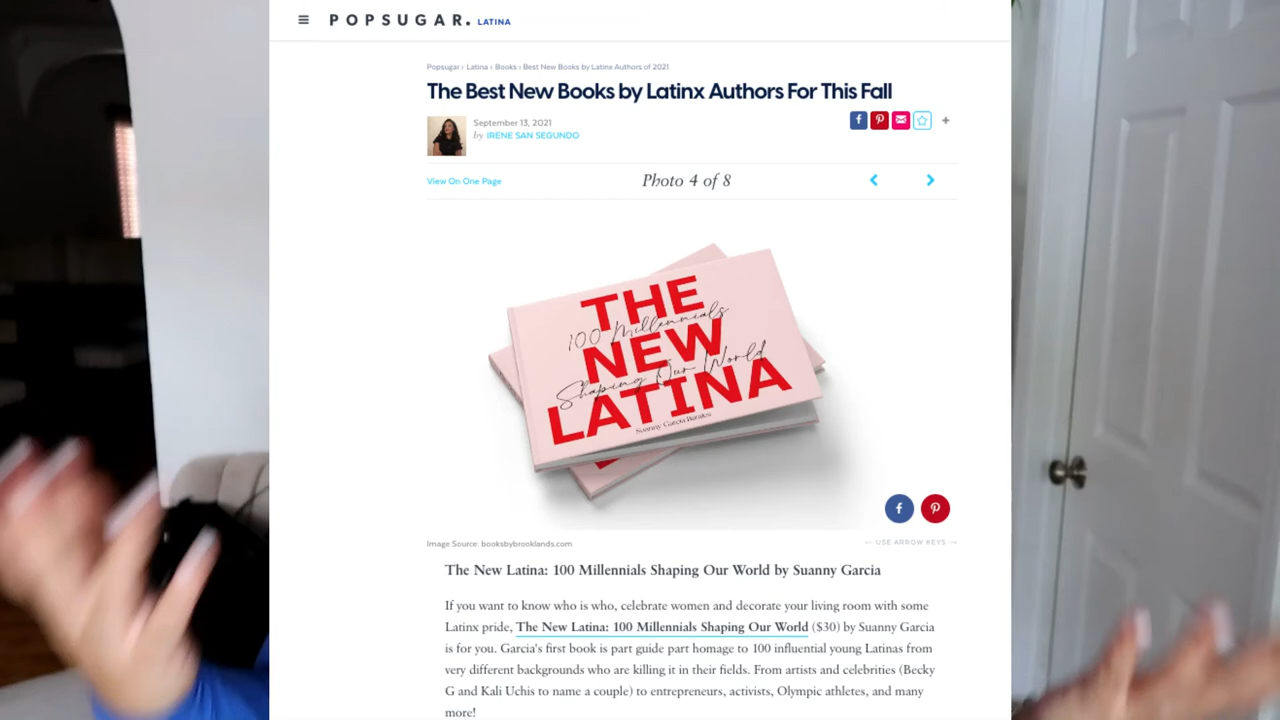 POPSUGAR. LATINA
Popsugar › Latina › Books › Best New Books by Latinx Authors of 2021
The Best New Books by Latinx Authors For This Fall
September 13, 2021
by IRENE SAN SEGUNDO
View On One Page
Photo 4 of 8
THE
100 Millennials
NEW
Shaping Our World
LATINA
Suanny Garcia Barales
Image Source: booksbybrooklands.com
← USE ARROW KEYS →
The New Latina: 100 Millennials Shaping Our World by Suanny Garcia
If you want to know who is who, celebrate women and decorate your living room with some
Latinx pride, The New Latina: 100 Millennials Shaping Our World ($30) by Suanny Garcia
is for you. Garcia's first book is part guide part homage to 100 influential young Latinas from
very different backgrounds who are killing it in their fields. From artists and celebrities (Becky
G and Kali Uchis to name a couple) to entrepreneurs, activists, Olympic athletes, and many
more!